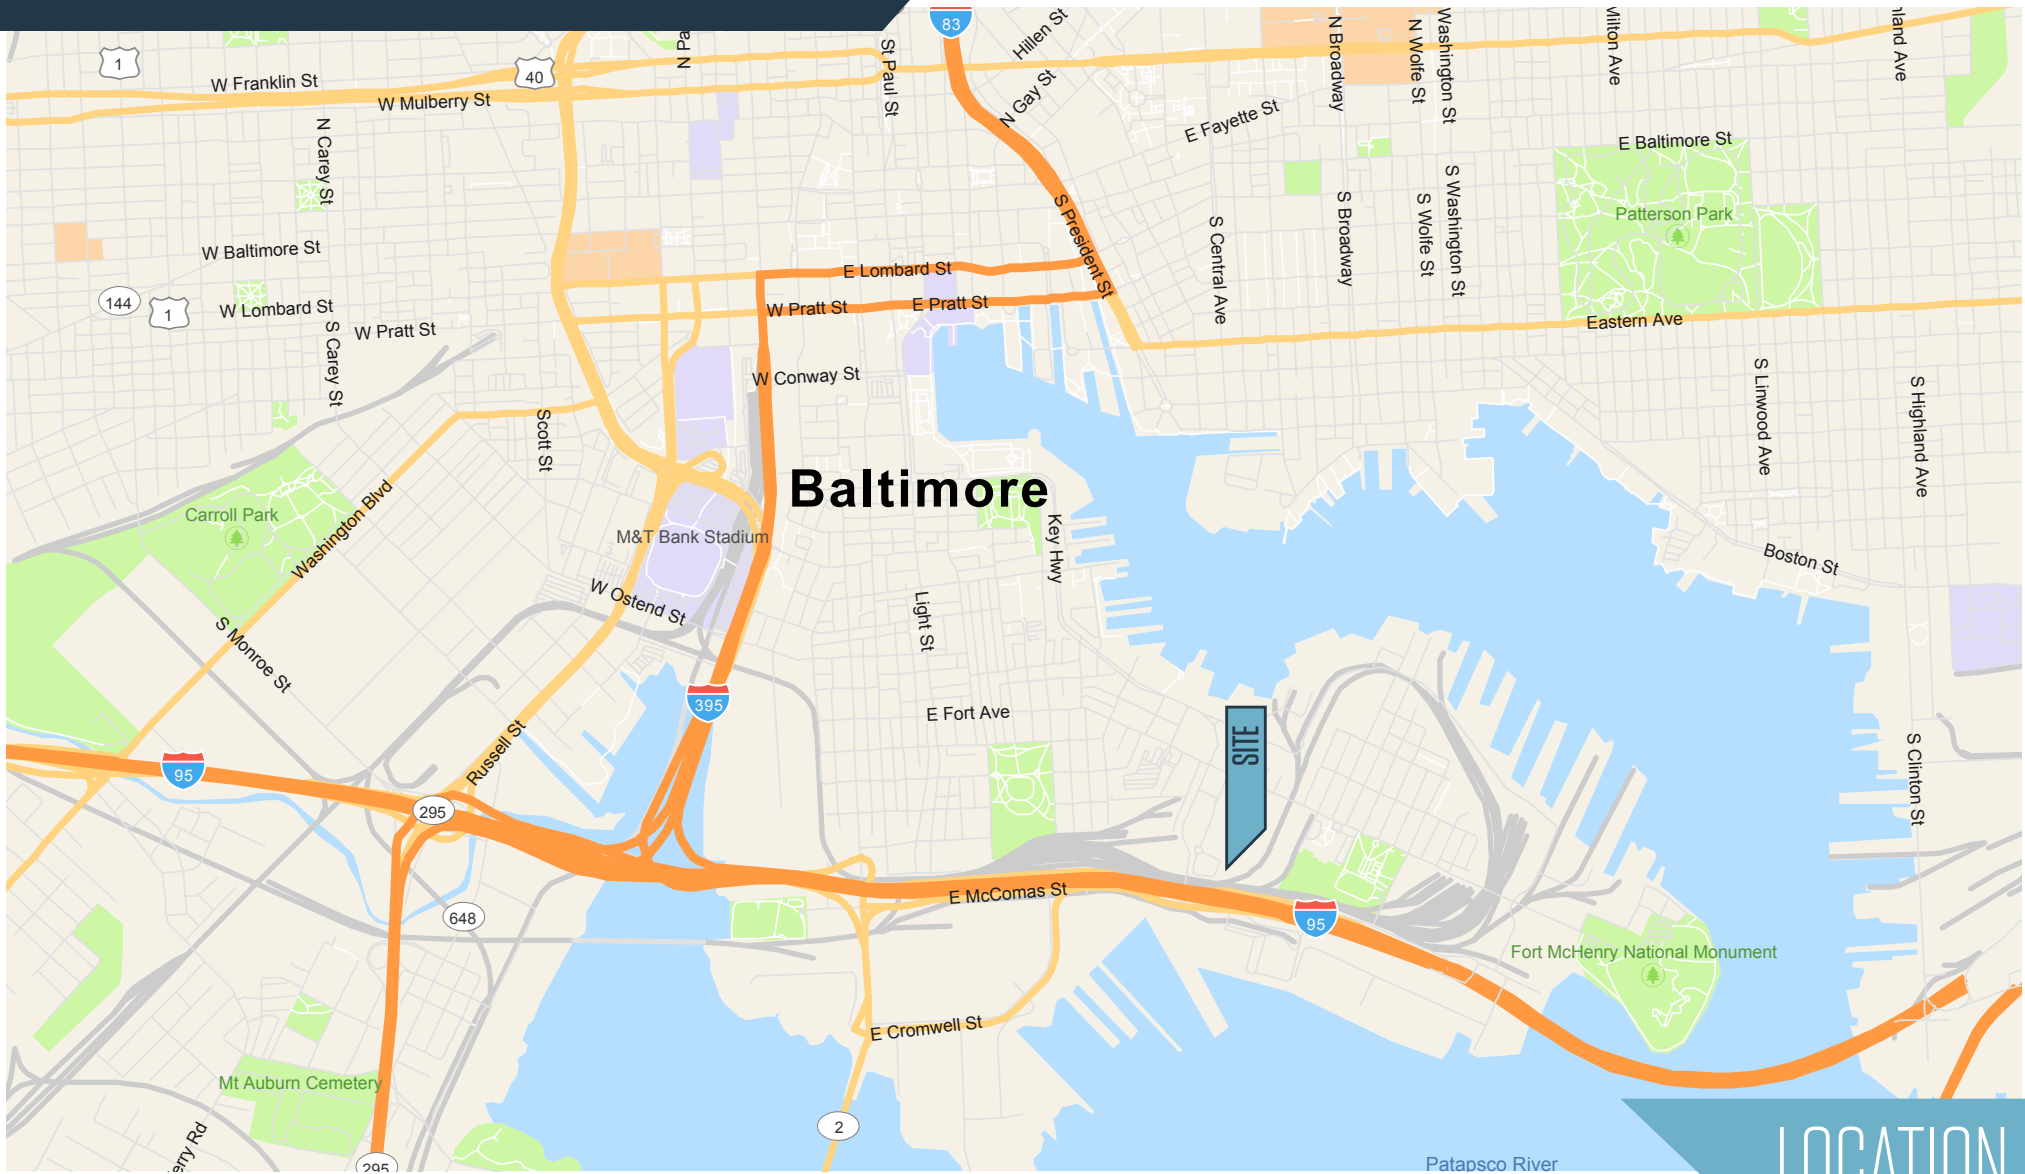 83
Hillen St
1
W Franklin St
40
W Mulberry St
N Pa
St Paul St
N Gay St
E Fayette St
N Broadway
N Wolfe St
Washington St
Milton Ave
land Ave
N Carey St
E Baltimore St
Patterson Park
W Baltimore St
144
1
W Lombard St
W Pratt St
S Carey St
E Lombard St
W Pratt St
E Pratt St
S President St
S Central Ave
S Broadway
S Wolfe St
S Washington St
Eastern Ave
W Conway St
S Linwood Ave
S Highland Ave
Scott St
Baltimore
Carroll Park
Washington Blvd
M&T Bank Stadium
Key Hwy
Boston St
W Ostend St
Light St
S Monroe St
395
E Fort Ave
SITE
S Clinton St
Russell St
95
295
E McComas St
95
648
Fort McHenry National Monument
E Cromwell St
Mt Auburn Cemetery
2
erry Rd
295
Patapsco River
LOCATION